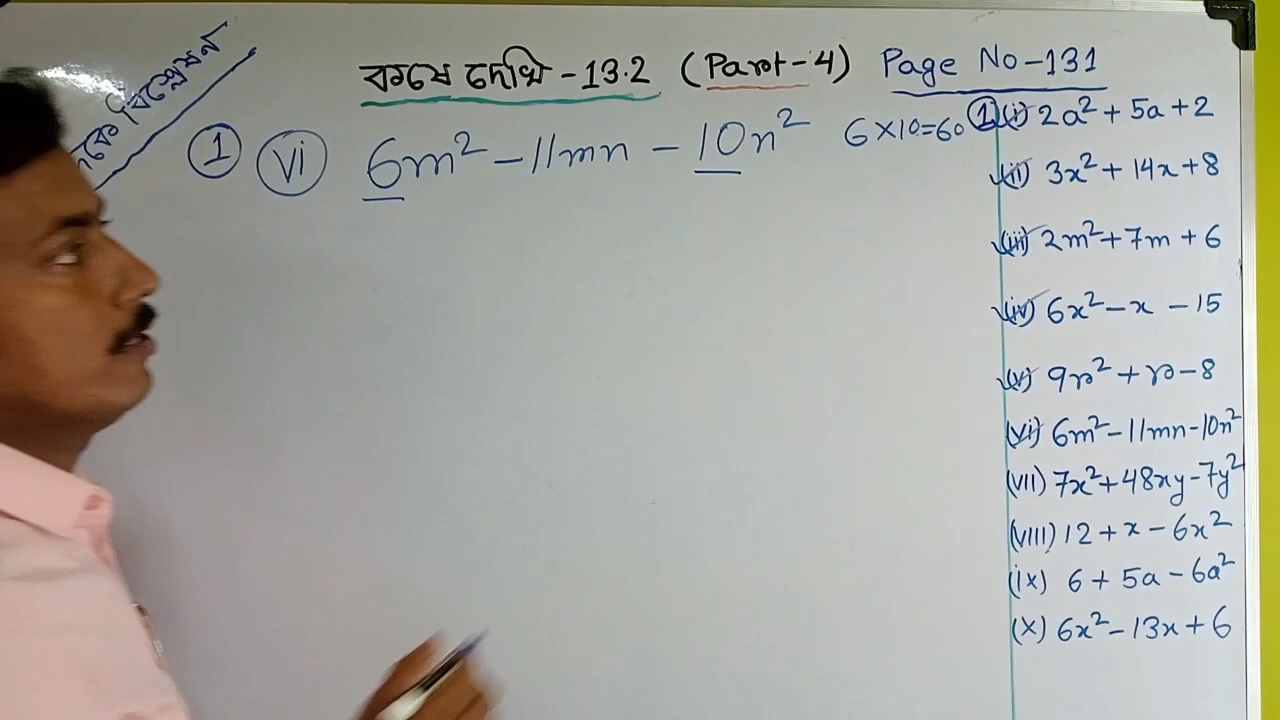 কষে দেখি - 13.2 (Part - 4) Page No - 131
বিশ্লেষণ
1 vi 6m² - 11mn - 10n² 6×10=60
1 (i) 2a² + 5a + 2
(ii) 3x² + 14x + 8
(iii) 2m² + 7m + 6
(iv) 6x² - x - 15
(v) 9r² + r - 8
(vi) 6m² - 11mn - 10n²
(VII) 7x² + 48xy - 7y²
(VIII) 12 + x - 6x²
(ix) 6 + 5a - 6a²
(x) 6x² - 13x + 6